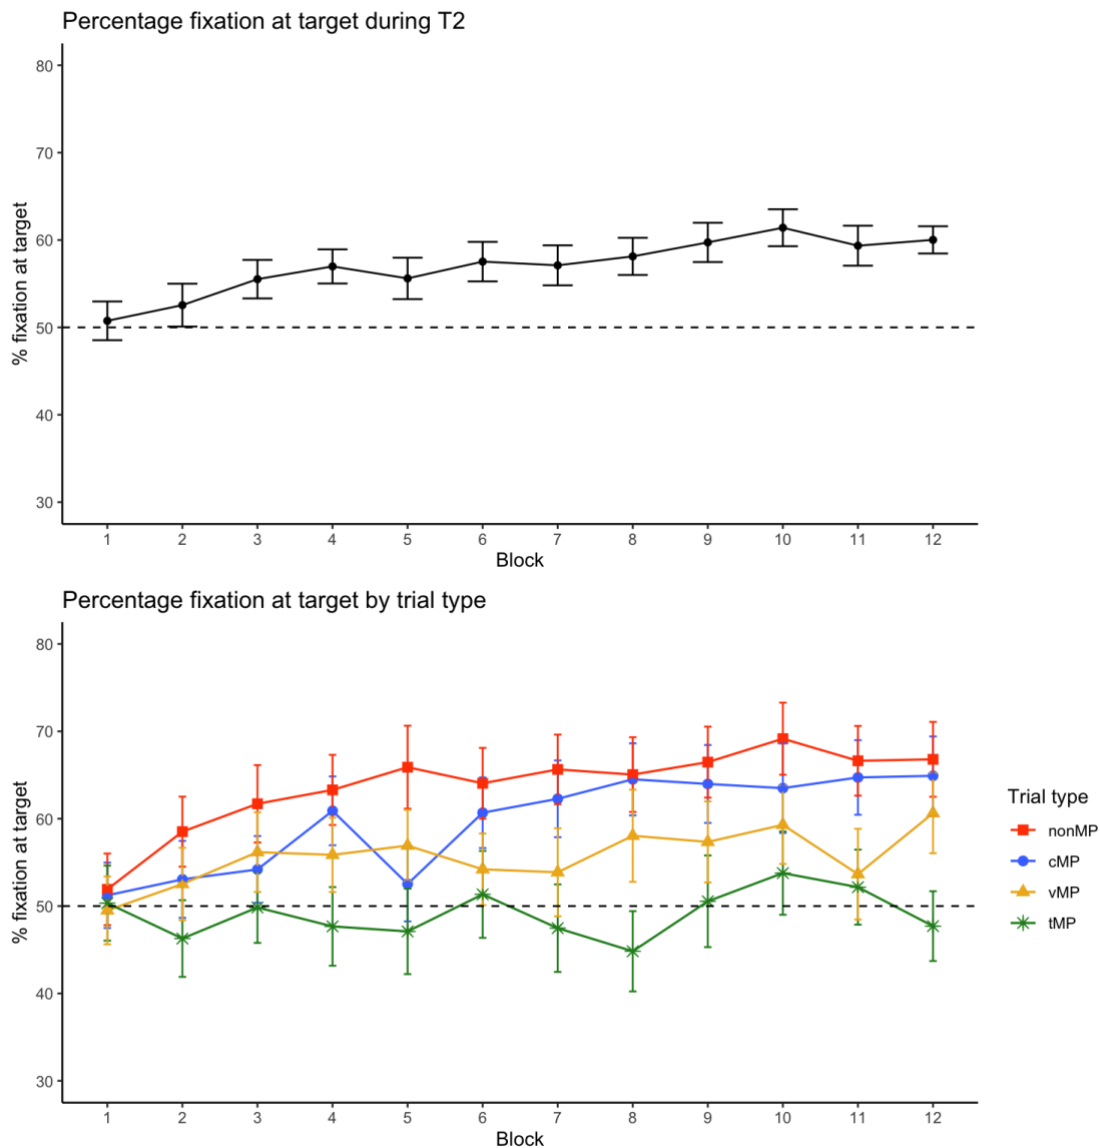 Percentage fixation at target during T2
80
70
60
50
40
30
% fixation at target
1 2 3 4 5 6 7 8 9 10 11 12
Block
Percentage fixation at target by trial type
80
70
60
50
40
30
% fixation at target
1 2 3 4 5 6 7 8 9 10 11 12
Block
Trial type
nonMP
cMP
vMP
tMP